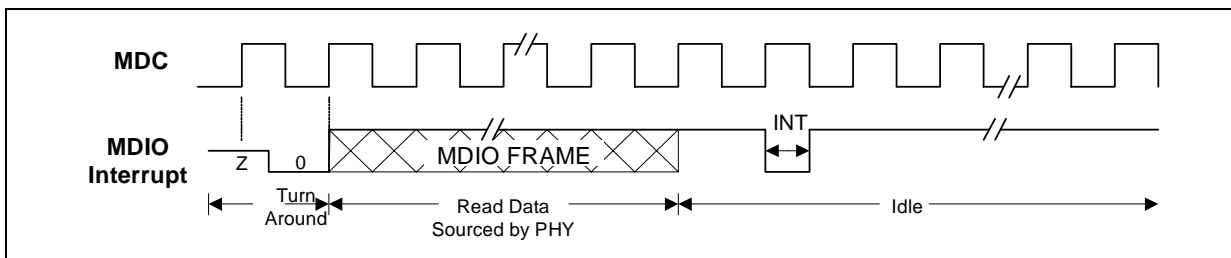 MDC
MDIO
Interrupt
Z
0
MDIO FRAME
INT
Turn
Around
Read Data
Sourced by PHY
Idle